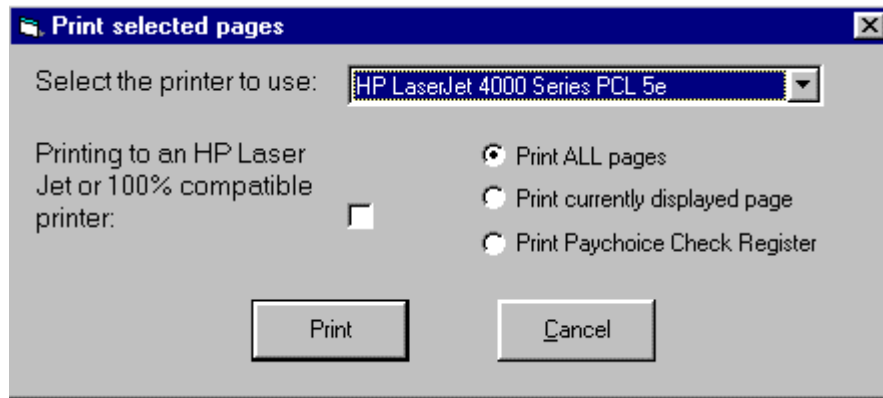 Print selected pages
Select the printer to use:
HP LaserJet 4000 Series PCL 5e
Printing to an HP Laser
Jet or 100% compatible
printer:
Print ALL pages
Print currently displayed page
Print Paychoice Check Register
Print
Cancel